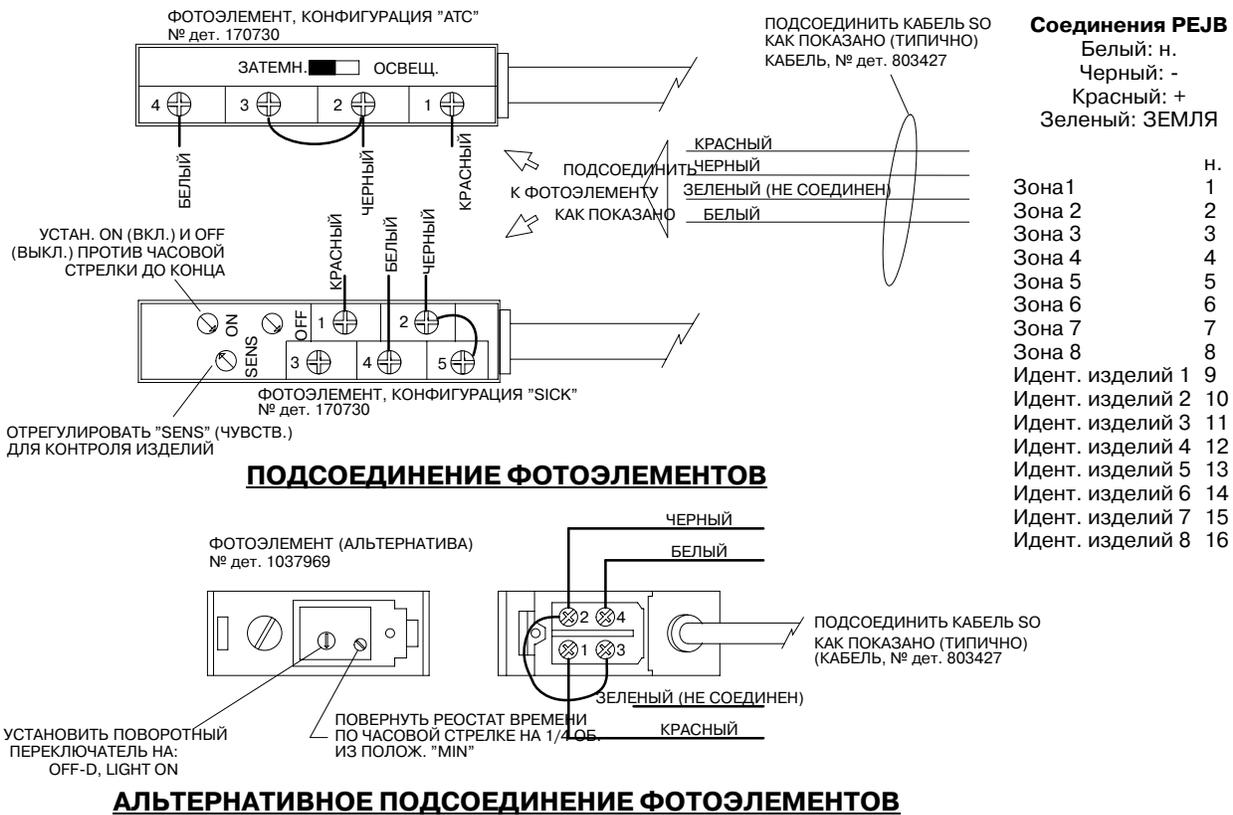 ФОТОЭЛЕМЕНТ, КОНФИГУРАЦИЯ "ATC"
№ дет. 170730
ЗАТЕМН. ОСВЕЩ.
4 3 2 1
БЕЛЫЙ
ЧЕРНЫЙ
КРАСНЫЙ
ПОДСОЕДИНИТЬ КАБЕЛЬ SO
КАК ПОКАЗАНО (ТИПИЧНО)
КАБЕЛЬ, № дет. 803427
ПОДСОЕДИНИТЬ
К ФОТОЭЛЕМЕНТУ
КАК ПОКАЗАНО
КРАСНЫЙ
ЧЕРНЫЙ
ЗЕЛЕНЫЙ (НЕ СОЕДИНЕН)
БЕЛЫЙ
УСТАН. ON (ВКЛ.) И OFF
(ВЫКЛ.) ПРОТИВ ЧАСОВОЙ
СТРЕЛКИ ДО КОНЦА
КРАСНЫЙ
БЕЛЫЙ
ЧЕРНЫЙ
ON
OFF
SENS
1 2
3 4 5
ФОТОЭЛЕМЕНТ, КОНФИГУРАЦИЯ "SICK"
№ дет. 170730
ОТРЕГУЛИРОВАТЬ "SENS" (ЧУВСТВ.)
ДЛЯ КОНТРОЛЯ ИЗДЕЛИЙ
ПОДСОЕДИНЕНИЕ ФОТОЭЛЕМЕНТОВ
Соединения PEJB
Белый: н.
Черный: -
Красный: +
Зеленый: ЗЕМЛЯ
н.
Зона1 1
Зона 2 2
Зона 3 3
Зона 4 4
Зона 5 5
Зона 6 6
Зона 7 7
Зона 8 8
Идент. изделий 1 9
Идент. изделий 2 10
Идент. изделий 3 11
Идент. изделий 4 12
Идент. изделий 5 13
Идент. изделий 6 14
Идент. изделий 7 15
Идент. изделий 8 16
ФОТОЭЛЕМЕНТ (АЛЬТЕРНАТИВА)
№ дет. 1037969
ЧЕРНЫЙ
БЕЛЫЙ
2 4
1 3
ПОДСОЕДИНИТЬ КАБЕЛЬ SO
КАК ПОКАЗАНО (ТИПИЧНО)
(КАБЕЛЬ, № дет. 803427
ЗЕЛЕНЫЙ (НЕ СОЕДИНЕН)
КРАСНЫЙ
УСТАНОВИТЬ ПОВОРОТНЫЙ
ПЕРЕКЛЮЧАТЕЛЬ НА:
OFF-D, LIGHT ON
ПОВЕРНУТЬ РЕОСТАТ ВРЕМЕНИ
ПО ЧАСОВОЙ СТРЕЛКЕ НА 1/4 ОБ.
ИЗ ПОЛОЖ. "MIN"
АЛЬТЕРНАТИВНОЕ ПОДСОЕДИНЕНИЕ ФОТОЭЛЕМЕНТОВ